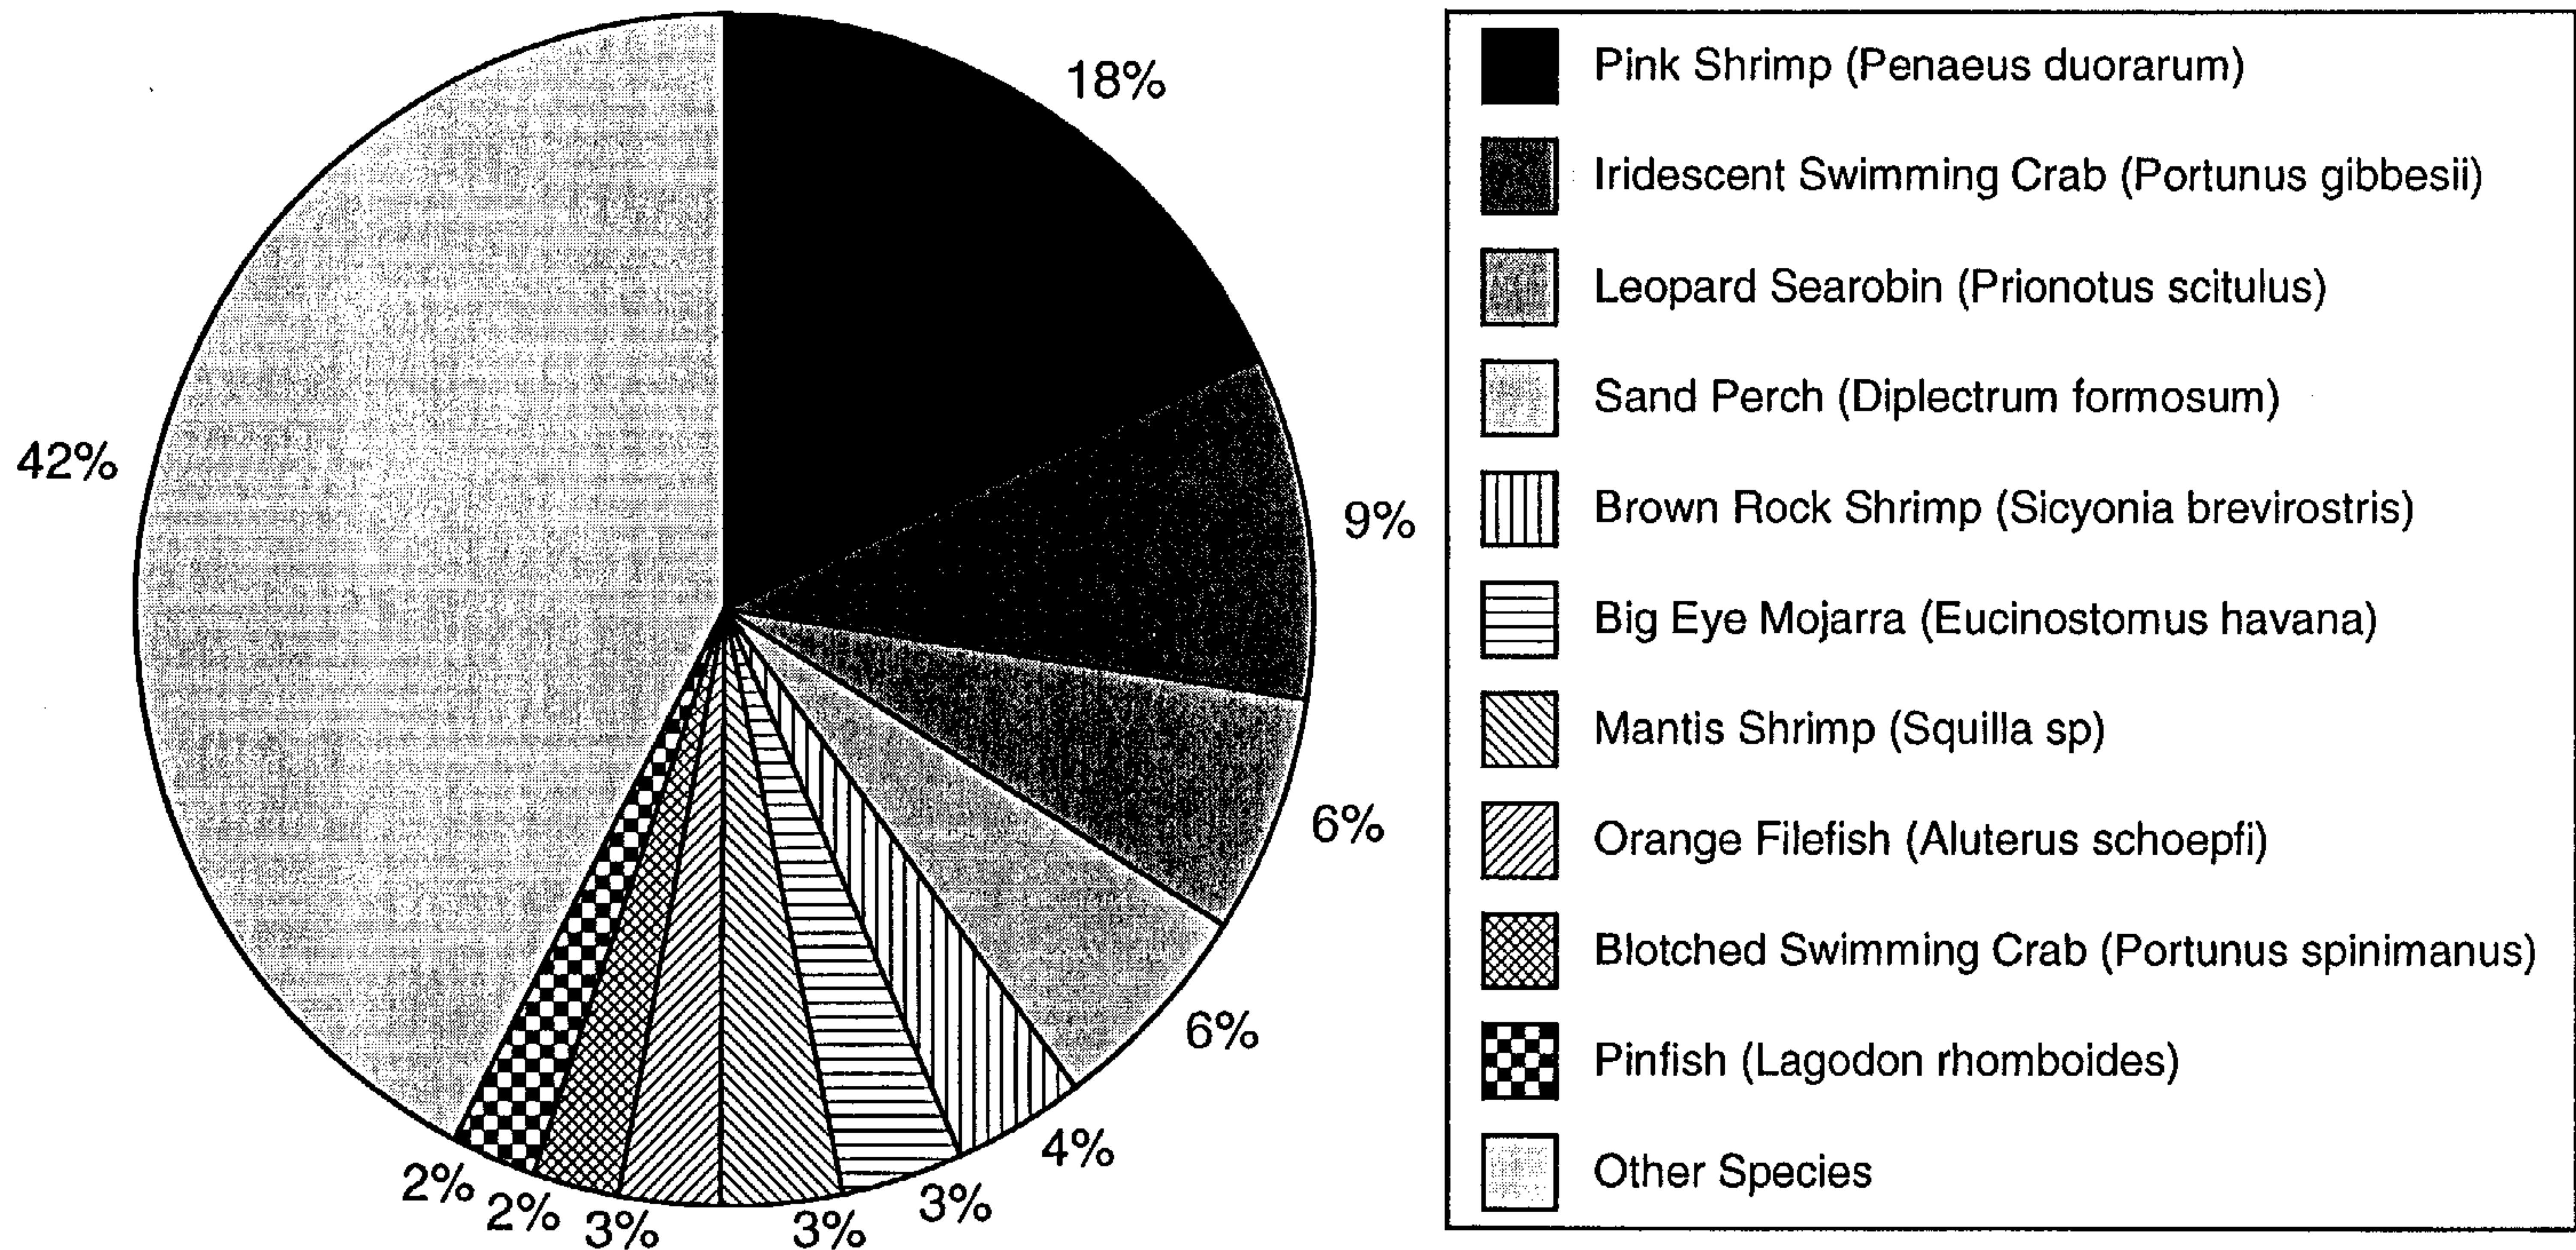 18%
9%
6%
6%
4%
3%
3%
3%
2%
2%
42%
Pink Shrimp (Penaeus duorarum)
Iridescent Swimming Crab (Portunus gibbesii)
Leopard Searobin (Prionotus scitulus)
Sand Perch (Diplectrum formosum)
Brown Rock Shrimp (Sicyonia brevirostris)
Big Eye Mojarra (Eucinostomus havana)
Mantis Shrimp (Squilla sp)
Orange Filefish (Aluterus schoepfi)
Blotched Swimming Crab (Portunus spinimanus)
Pinfish (Lagodon rhomboides)
Other Species